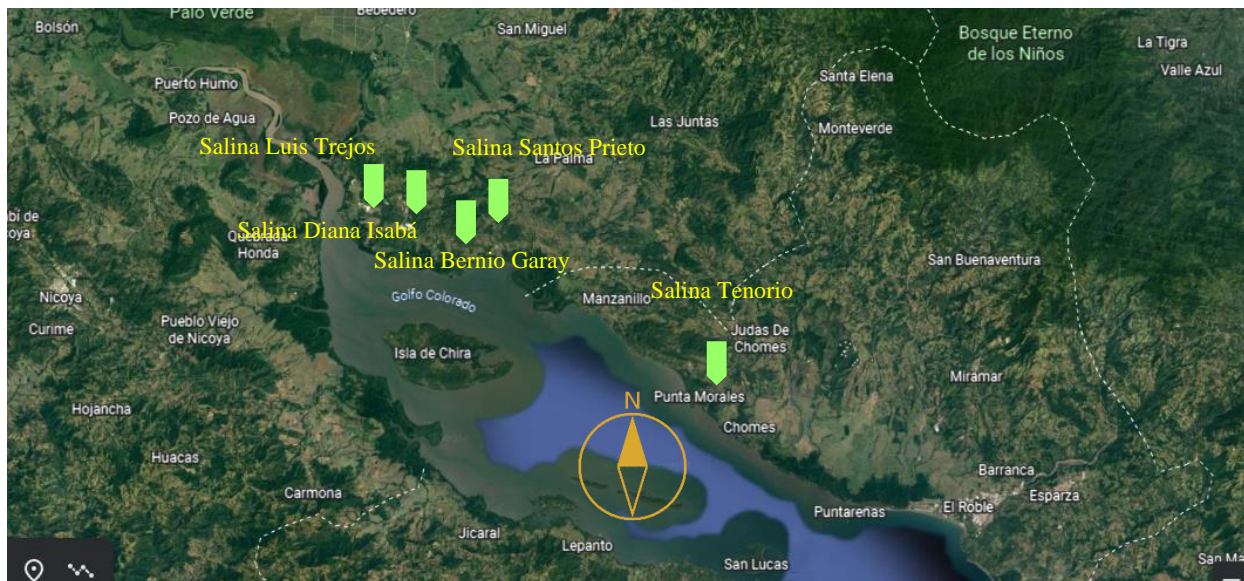 Palo Verde
Bebedero
Bolsón
San Miguel
Bosque Eterno
de los Niños
La Tigra
Valle Azul
Puerto Humo
Santa Elena
Pozo de Agua
Las Juntas
Monteverde
Salina Luis Trejos
Salina Santos Prieto
La Palma
Salina Diana Isabá
Quebrada
Honda
Salina Bernio Garay
San Buenaventura
Salina Tenorio
Nicoya
Golfo Colorado
Manzanillo
Curime
Pueblo Viejo
de Nicoya
Judas De
Chomes
Isla de Chira
Miramar
Punta Morales
Hojancha
N
Chomes
Huacas
Barranca
Carmona
Esparza
El Roble
Puntarenas
Jicaral
Lepanto
San Lucas